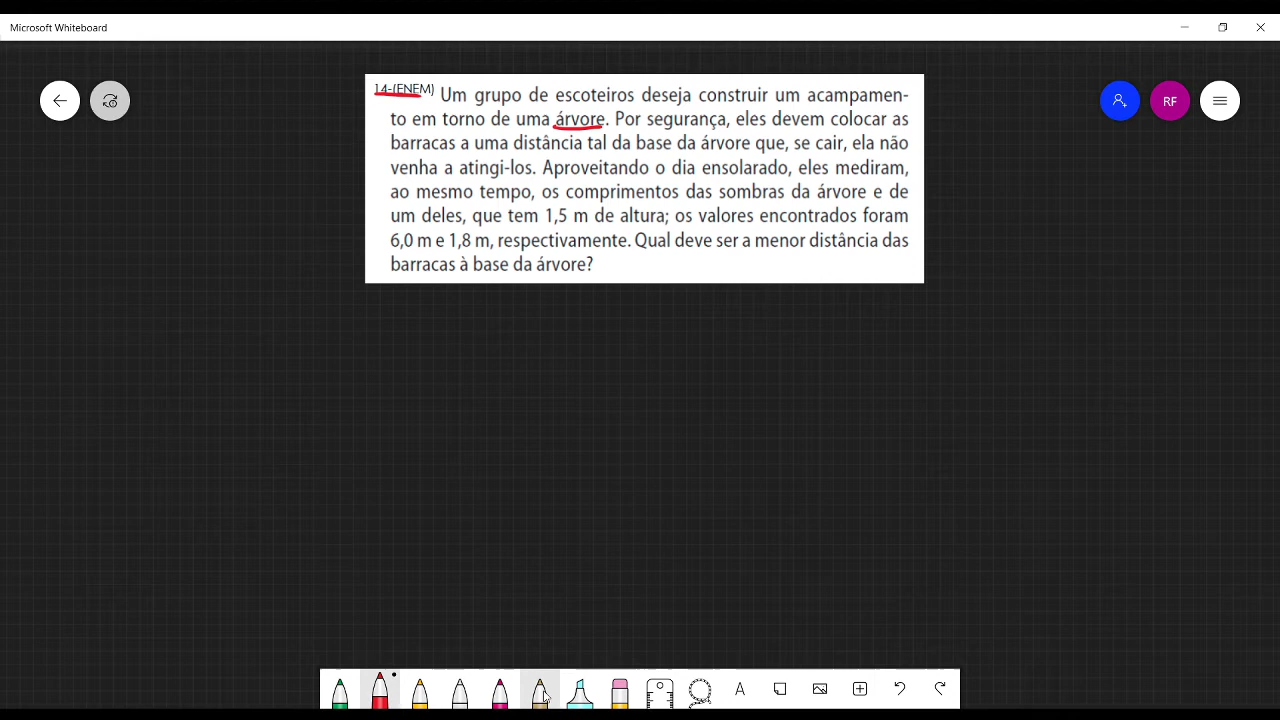 Microsoft Whiteboard
14-(ENEM) Um grupo de escoteiros deseja construir um acampamen-
to em torno de uma árvore. Por segurança, eles devem colocar as
barracas a uma distância tal da base da árvore que, se cair, ela não
venha a atingi-los. Aproveitando o dia ensolarado, eles mediram,
ao mesmo tempo, os comprimentos das sombras da árvore e de
um deles, que tem 1,5 m de altura; os valores encontrados foram
6,0 m e 1,8 m, respectivamente. Qual deve ser a menor distância das
barracas à base da árvore?
RF
A